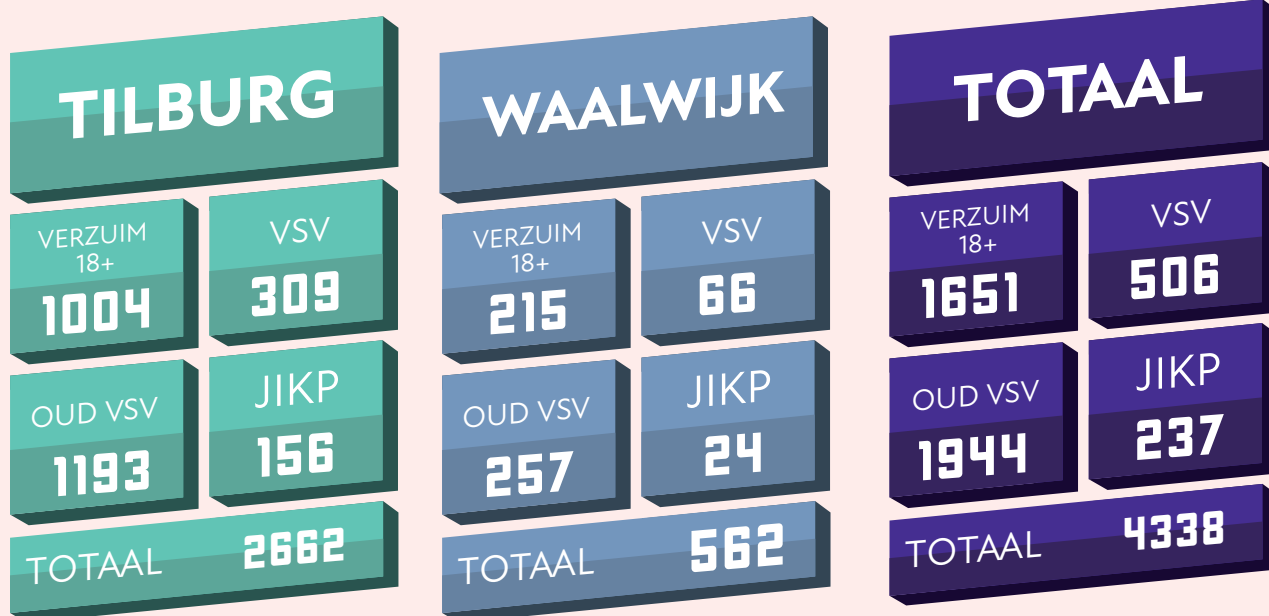 TILBURG
VERZUIM
18+
1004
VSV
309
OUD VSV
1193
JIKP
156
TOTAAL 2662
WAALWIJK
VERZUIM
18+
215
VSV
66
OUD VSV
257
JIKP
24
TOTAAL 562
TOTAAL
VERZUIM
18+
1651
VSV
506
OUD VSV
1944
JIKP
237
TOTAAL 4338